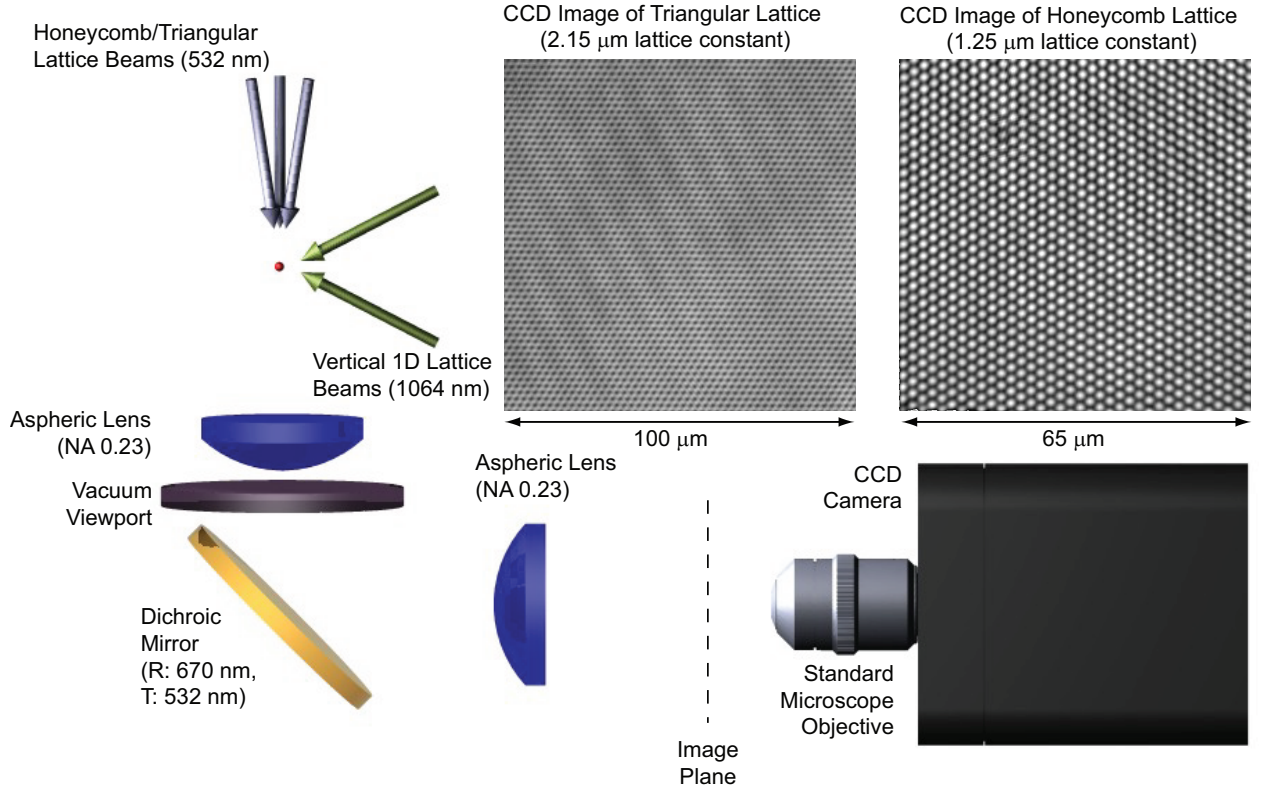 Honeycomb/Triangular
Lattice Beams (532 nm)
CCD Image of Triangular Lattice
(2.15 μm lattice constant)
CCD Image of Honeycomb Lattice
(1.25 μm lattice constant)
Vertical 1D Lattice
Beams (1064 nm)
100 μm
65 μm
Aspheric Lens
(NA 0.23)
Vacuum
Viewport
Aspheric Lens
(NA 0.23)
CCD
Camera
Dichroic
Mirror
(R: 670 nm,
T: 532 nm)
Standard
Microscope
Objective
Image
Plane